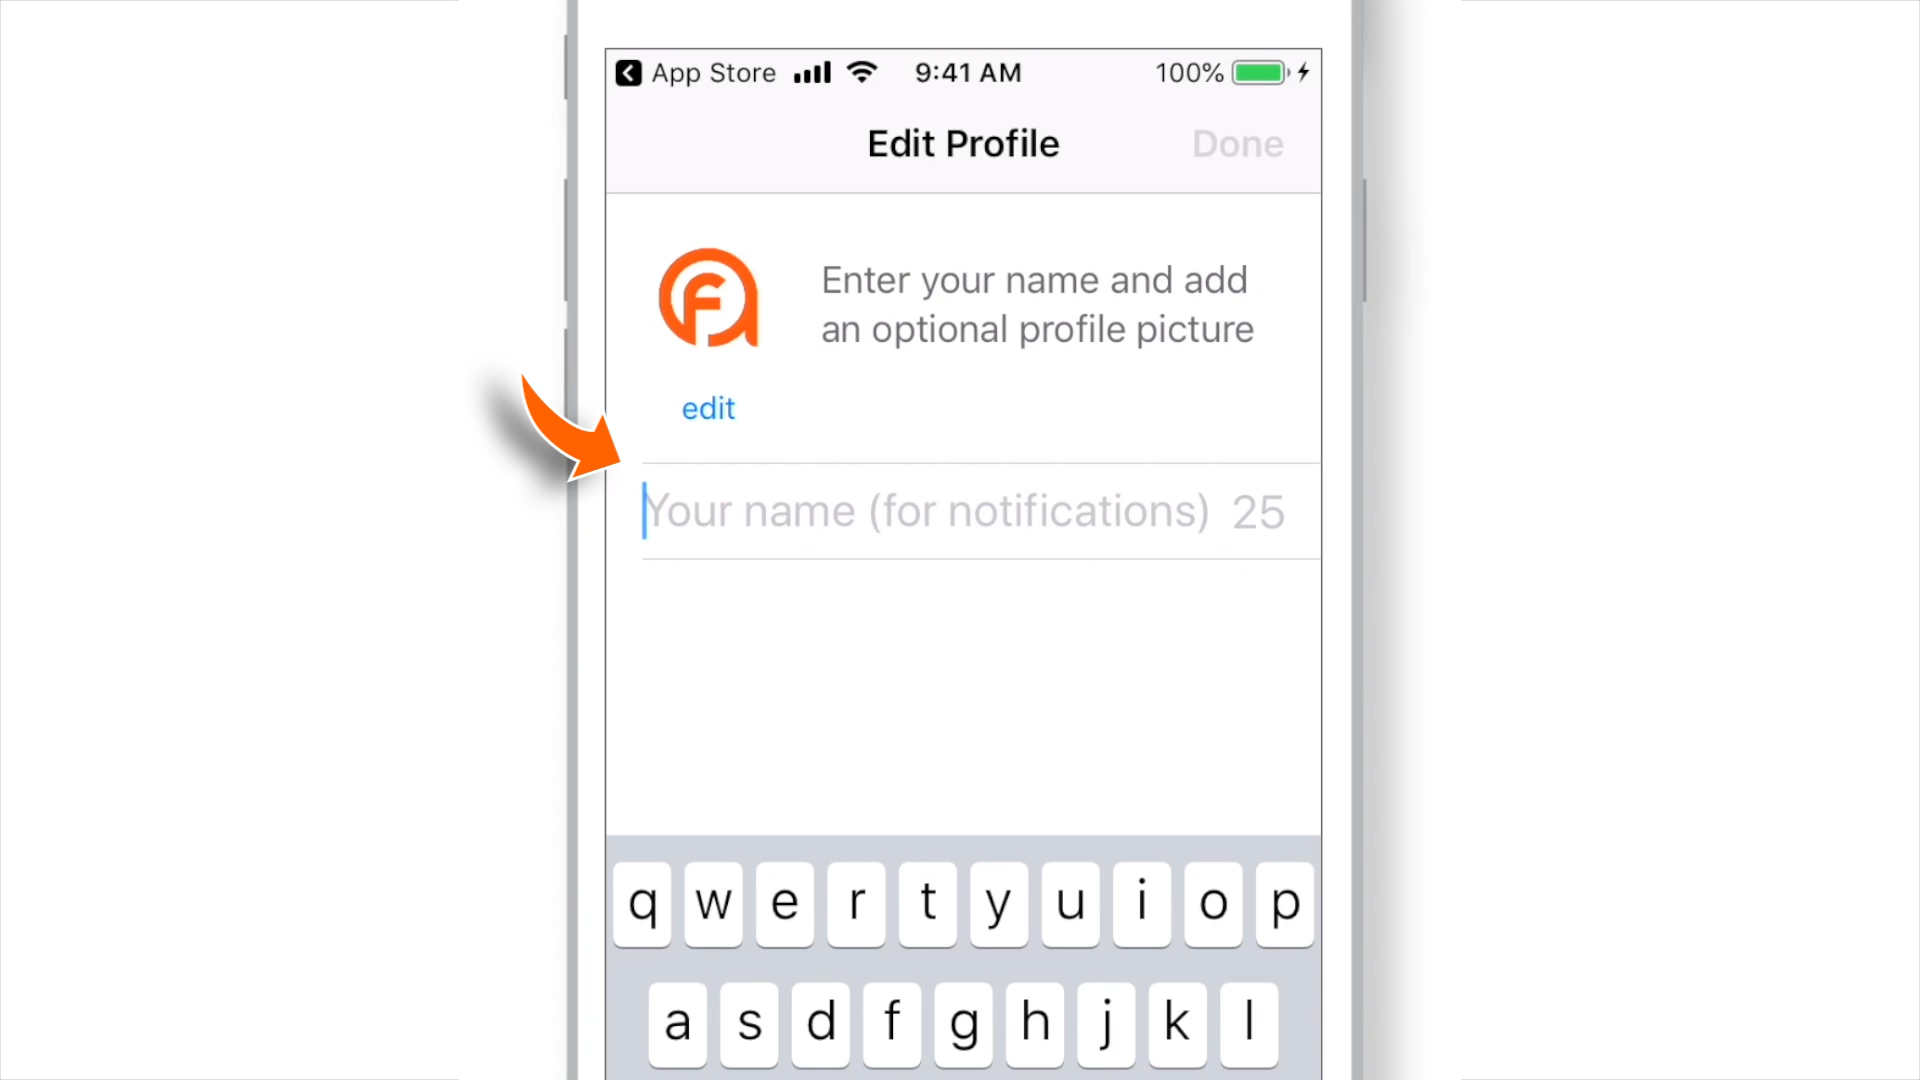 App Store 9:41 AM 100%
Edit Profile Done
Enter your name and add
an optional profile picture
edit
Your name (for notifications) 25
q w e r t y u i o p
a s d f g h j k l